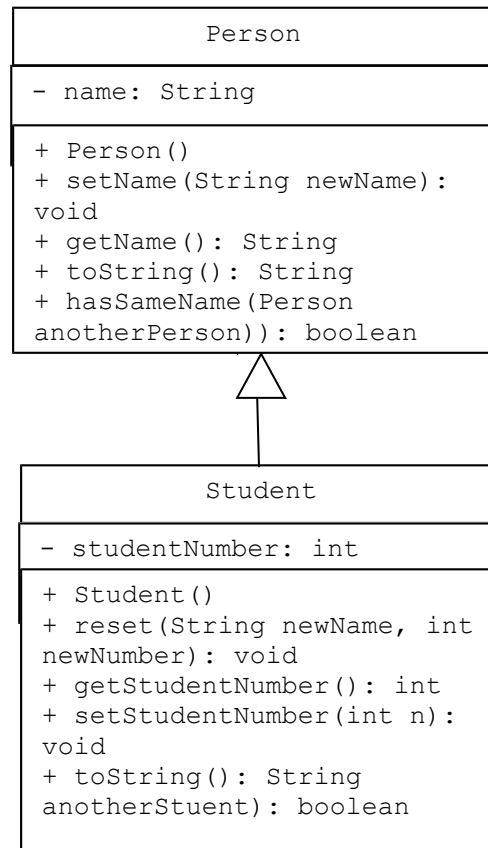 Person
- name: String
+ Person()
+ setName(String newName):
void
+ getName(): String
+ toString(): String
+ hasSameName(Person
anotherPerson)): boolean
Student
- studentNumber: int
+ Student()
+ reset(String newName, int
newNumber): void
+ getStudentNumber(): int
+ setStudentNumber(int n):
void
+ toString(): String
anotherStuent): boolean